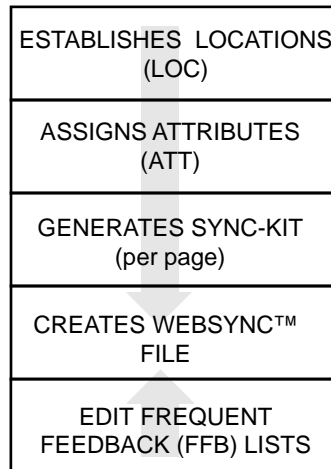 ESTABLISHES LOCATIONS
(LOC)
ASSIGNS ATTRIBUTES
(ATT)
GENERATES SYNC-KIT
(per page)
CREATES WEBSYNC™
FILE
EDIT FREQUENT
FEEDBACK (FFB) LISTS